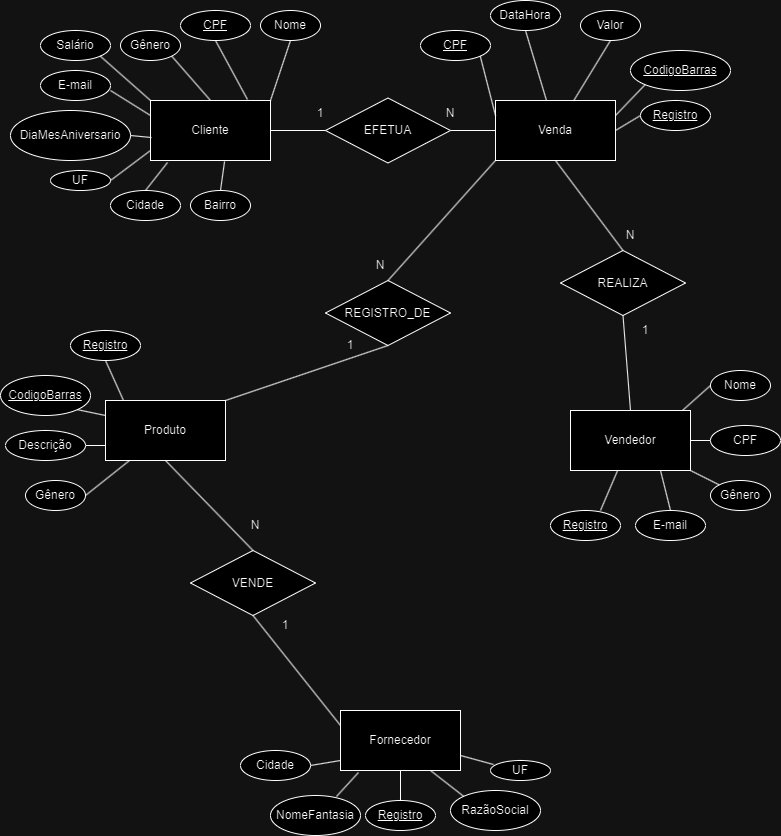 DataHora
CPF
Nome
Valor
Salário
Gênero
CPF
CodigoBarras
E-mail
1
N
Registro
DiaMesAniversario
Cliente
EFETUA
Venda
UF
Cidade
Bairro
N
N
REALIZA
REGISTRO_DE
1
Registro
1
Nome
CodigoBarras
Produto
Vendedor
CPF
Descrição
Gênero
Gênero
N
Registro
E-mail
VENDE
1
Fornecedor
Cidade
UF
NomeFantasia
Registro
RazãoSocial